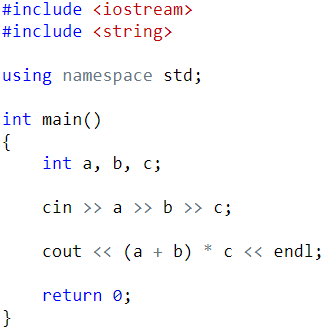 #include <iostream>
#include <string>

using namespace std;

int main()
{
    int a, b, c;

    cin >> a >> b >> c;

    cout << (a + b) * c << endl;

    return 0;
}